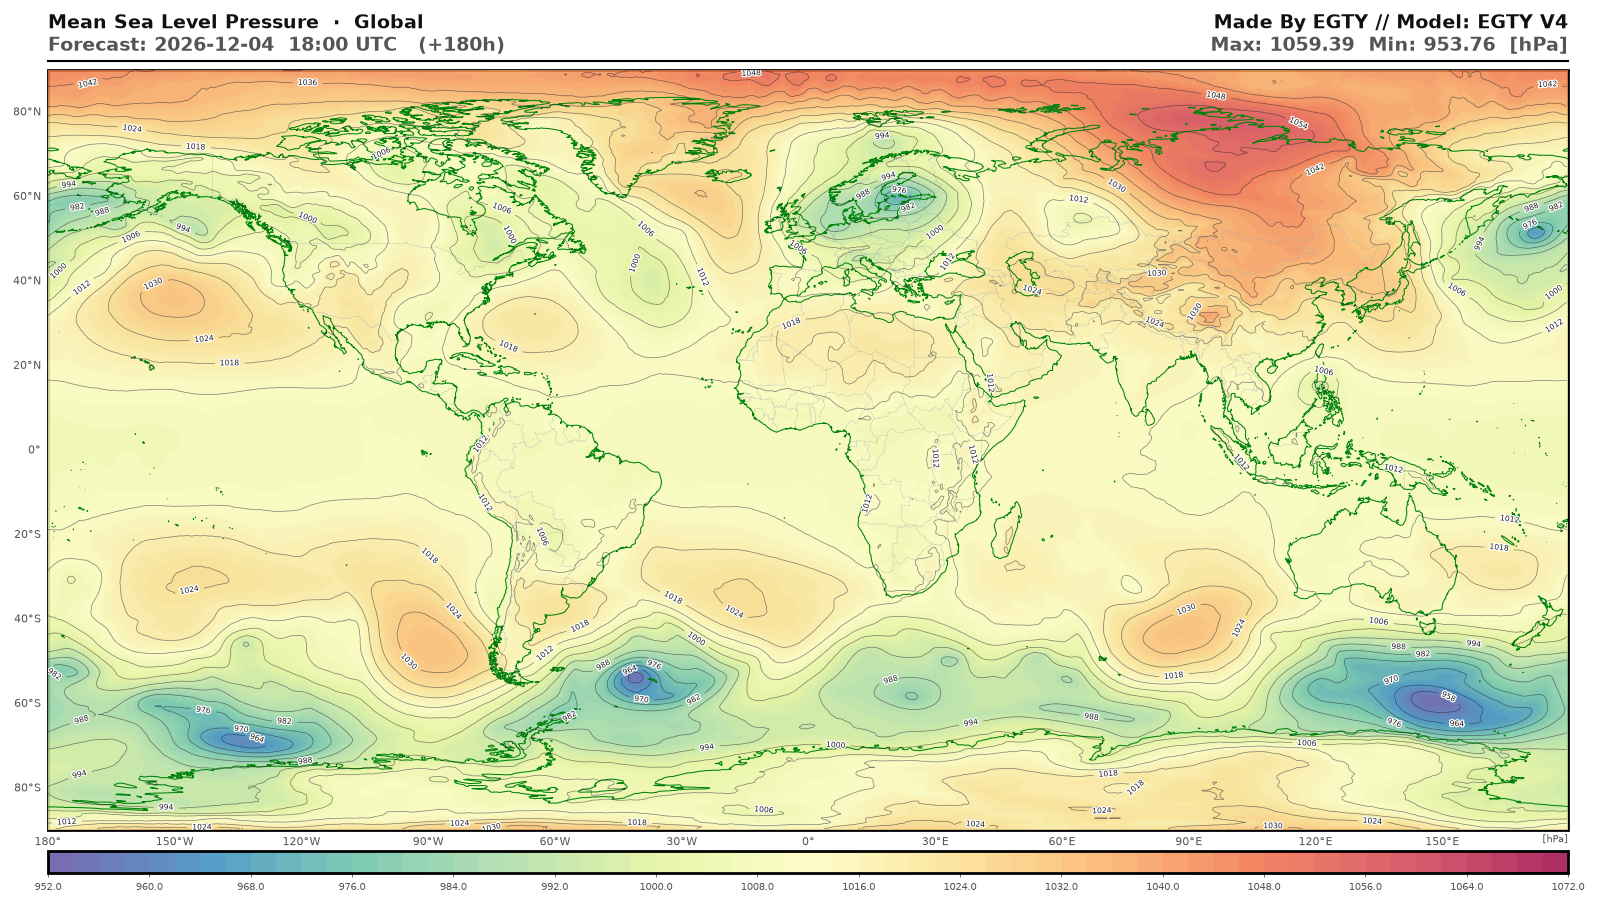 Mean Sea Level Pressure · Global
Made By EGTY // Model: EGTY V4
Forecast: 2026-12-04 18:00 UTC (+180h)
Max: 1059.39 Min: 953.76 [hPa]
80°N
60°N
40°N
20°N
0°
20°S
40°S
60°S
80°S
180° 150°W 120°W 90°W 60°W 30°W 0° 30°E 60°E 90°E 120°E 150°E
[hPa]
952.0 960.0 968.0 976.0 984.0 992.0 1000.0 1008.0 1016.0 1024.0 1032.0 1040.0 1048.0 1056.0 1064.0 1072.0